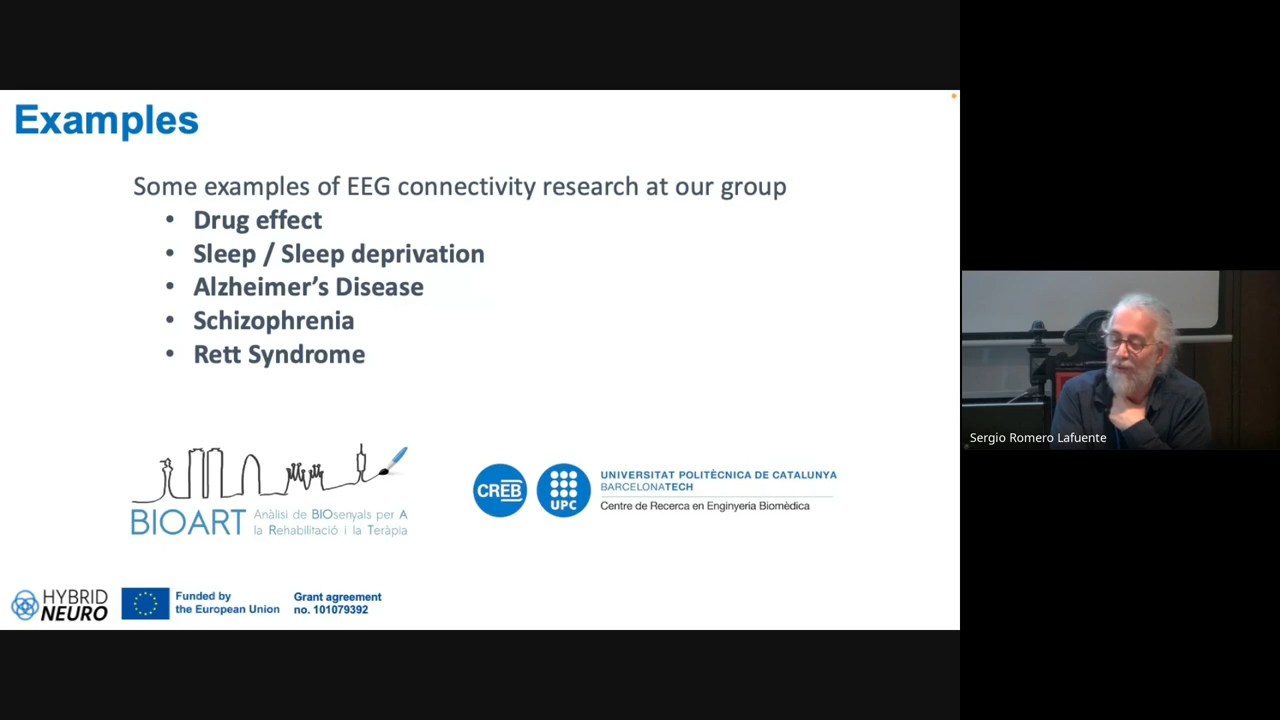 Examples
Some examples of EEG connectivity research at our group
• Drug effect
• Sleep / Sleep deprivation
• Alzheimer’s Disease
• Schizophrenia
• Rett Syndrome
BIOART
Anàlisi de BIOsenyals per A
la Rehabilitació i la Teràpia
CREB
UPC
UNIVERSITAT POLITÈCNICA DE CATALUNYA
BARCELONATECH
Centre de Recerca en Enginyeria Biomèdica
HYBRID
NEURO
Funded by
the European Union
Grant agreement
no. 101079392
Sergio Romero Lafuente